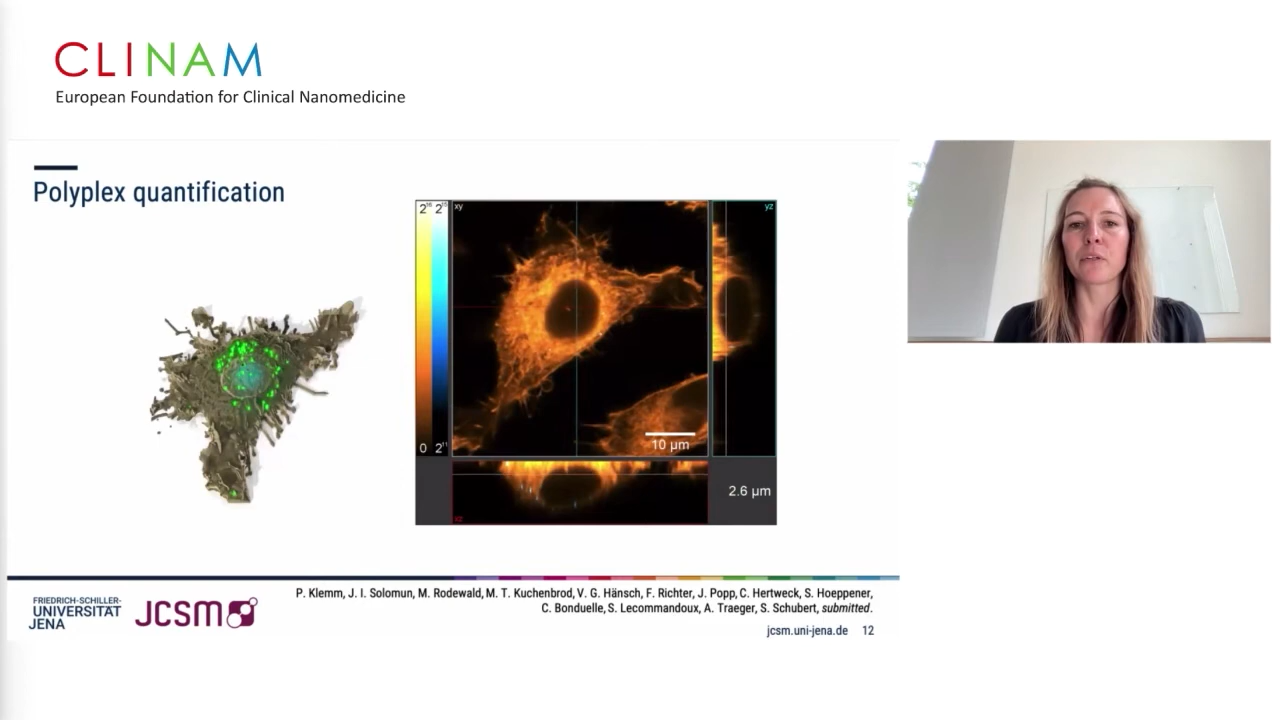 CLINAM
European Foundation for Clinical Nanomedicine
Polyplex quantification
xy
yz
0
10 µm
2.6 µm
xz
P. Klemm, J. I. Solomun, M. Rodewald, M. T. Kuchenbrod, V. G. Hänsch, F. Richter, J. Popp, C. Hertweck, S. Hoeppener,
C. Bonduelle, S. Lecommandoux, A. Traeger, S. Schubert, submitted.
FRIEDRICH-SCHILLER-
UNIVERSITÄT
JENA
JCSM
jcsm.uni-jena.de 12